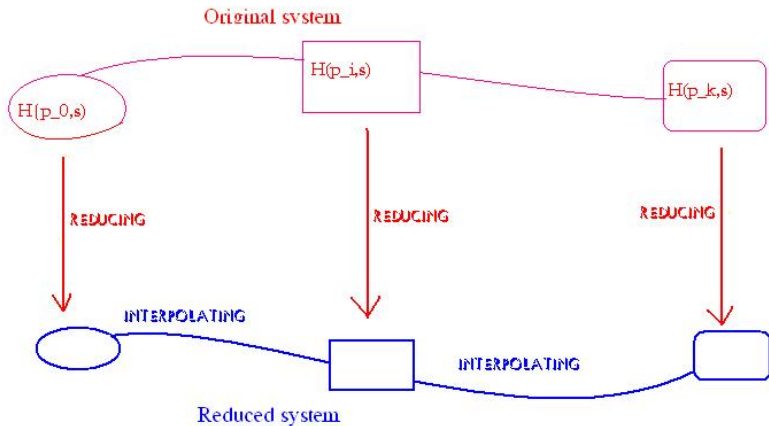 Original system
H(p_0,s)
H(p_i,s)
H(p_k,s)
REDUCING
REDUCING
REDUCING
INTERPOLATING
INTERPOLATING
Reduced system